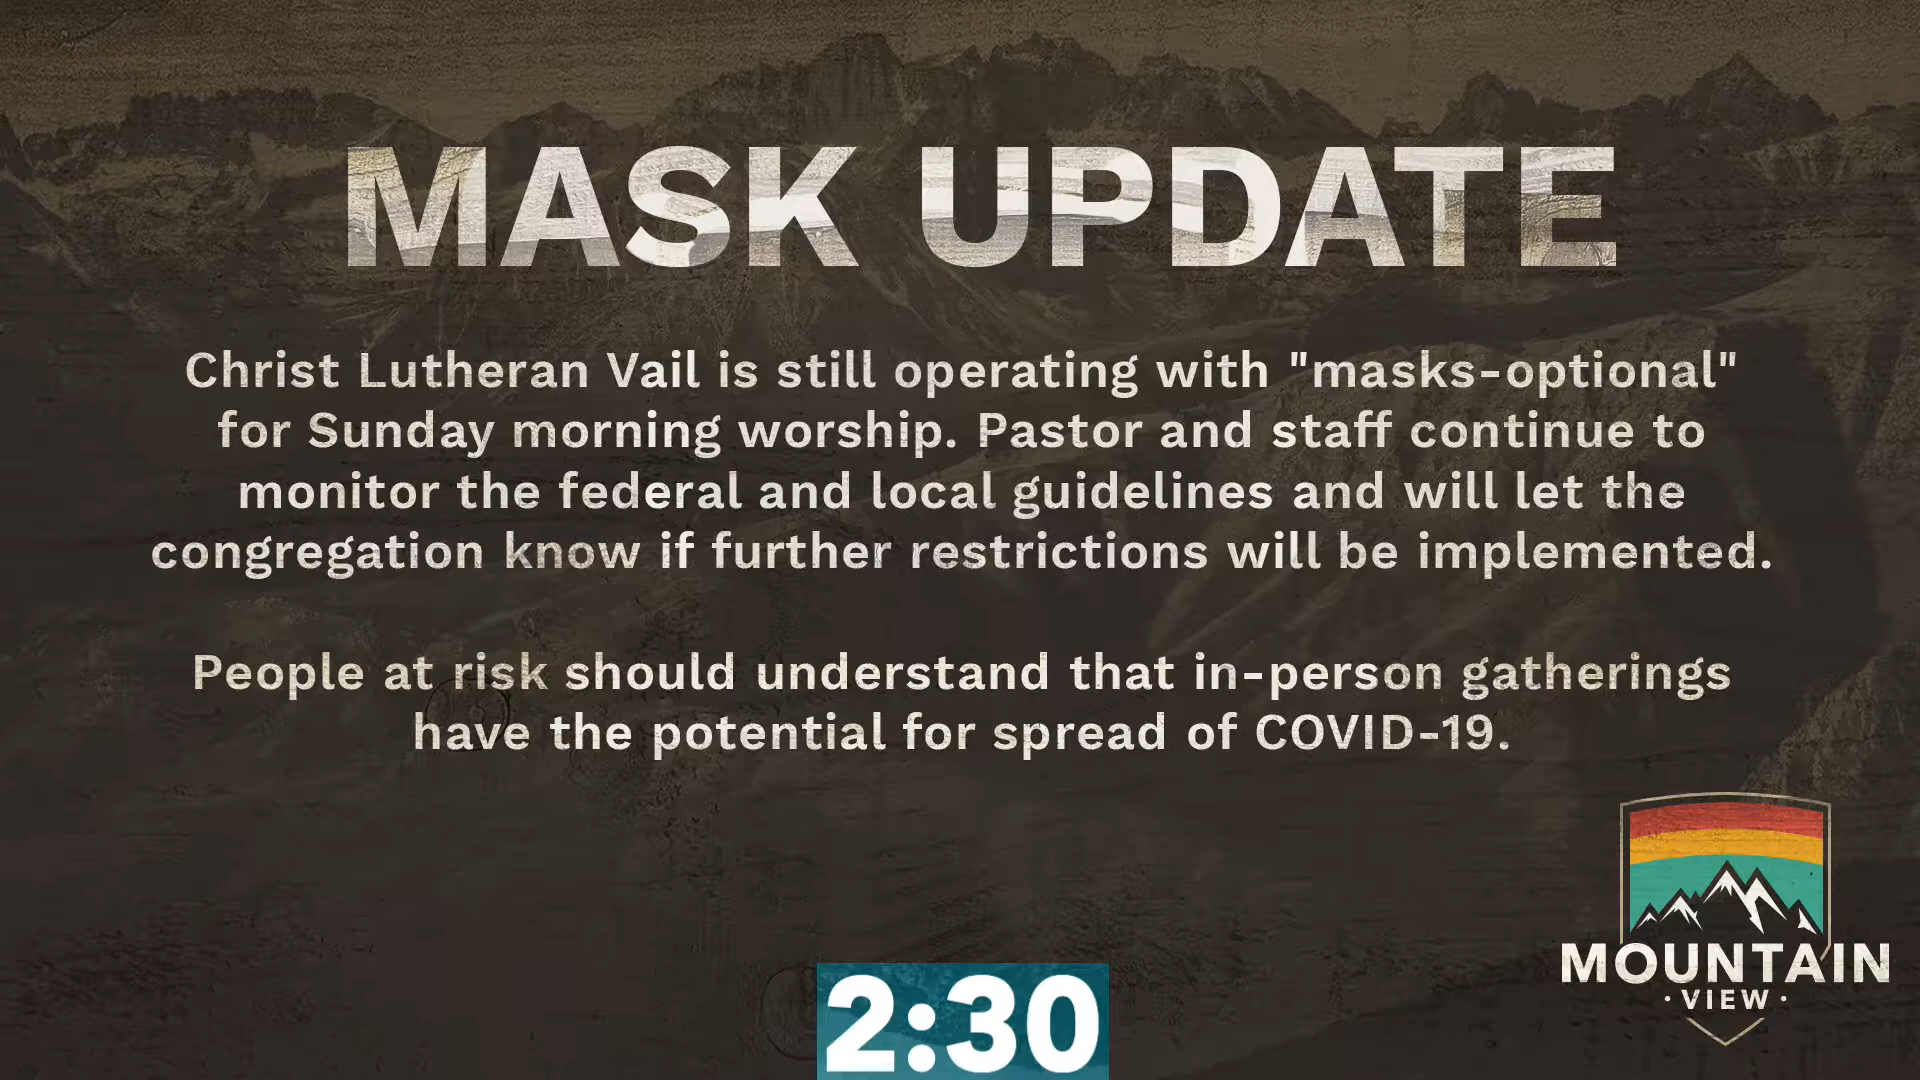 MASK UPDATE
Christ Lutheran Vail is still operating with "masks-optional"
for Sunday morning worship. Pastor and staff continue to
monitor the federal and local guidelines and will let the
congregation know if further restrictions will be implemented.
People at risk should understand that in-person gatherings
have the potential for spread of COVID-19.
MOUNTAIN
· VIEW ·
2:30